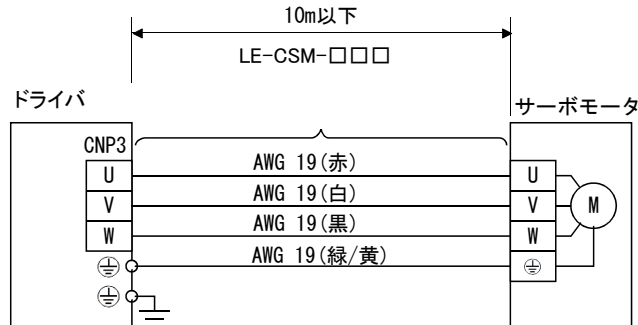 10m以下
LE-CSM-□□□
ドライバ
サーボモータ
CNP3
U AWG 19(赤) U
V AWG 19(白) V M
W AWG 19(黒) W
AWG 19(緑/黄)